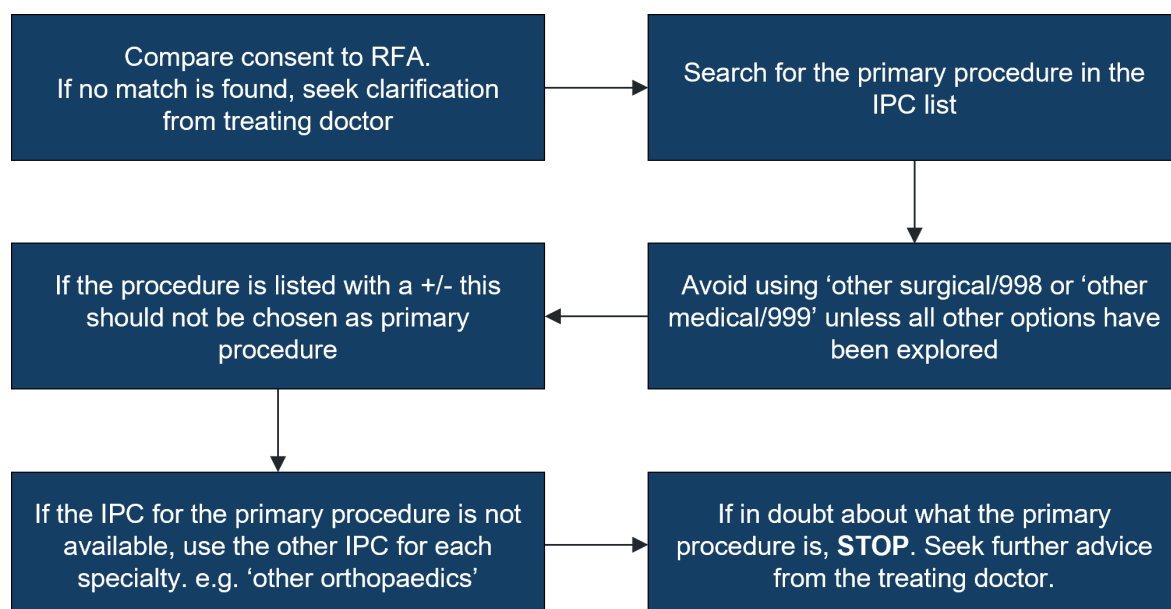 Compare consent to RFA.
If no match is found, seek clarification
from treating doctor
Search for the primary procedure in the
IPC list
Avoid using ‘other surgical/998 or ‘other
medical/999’ unless all other options have
been explored
If the procedure is listed with a +/- this
should not be chosen as primary
procedure
If the IPC for the primary procedure is not
available, use the other IPC for each
specialty. e.g. ‘other orthopaedics’
If in doubt about what the primary
procedure is, STOP. Seek further advice
from the treating doctor.